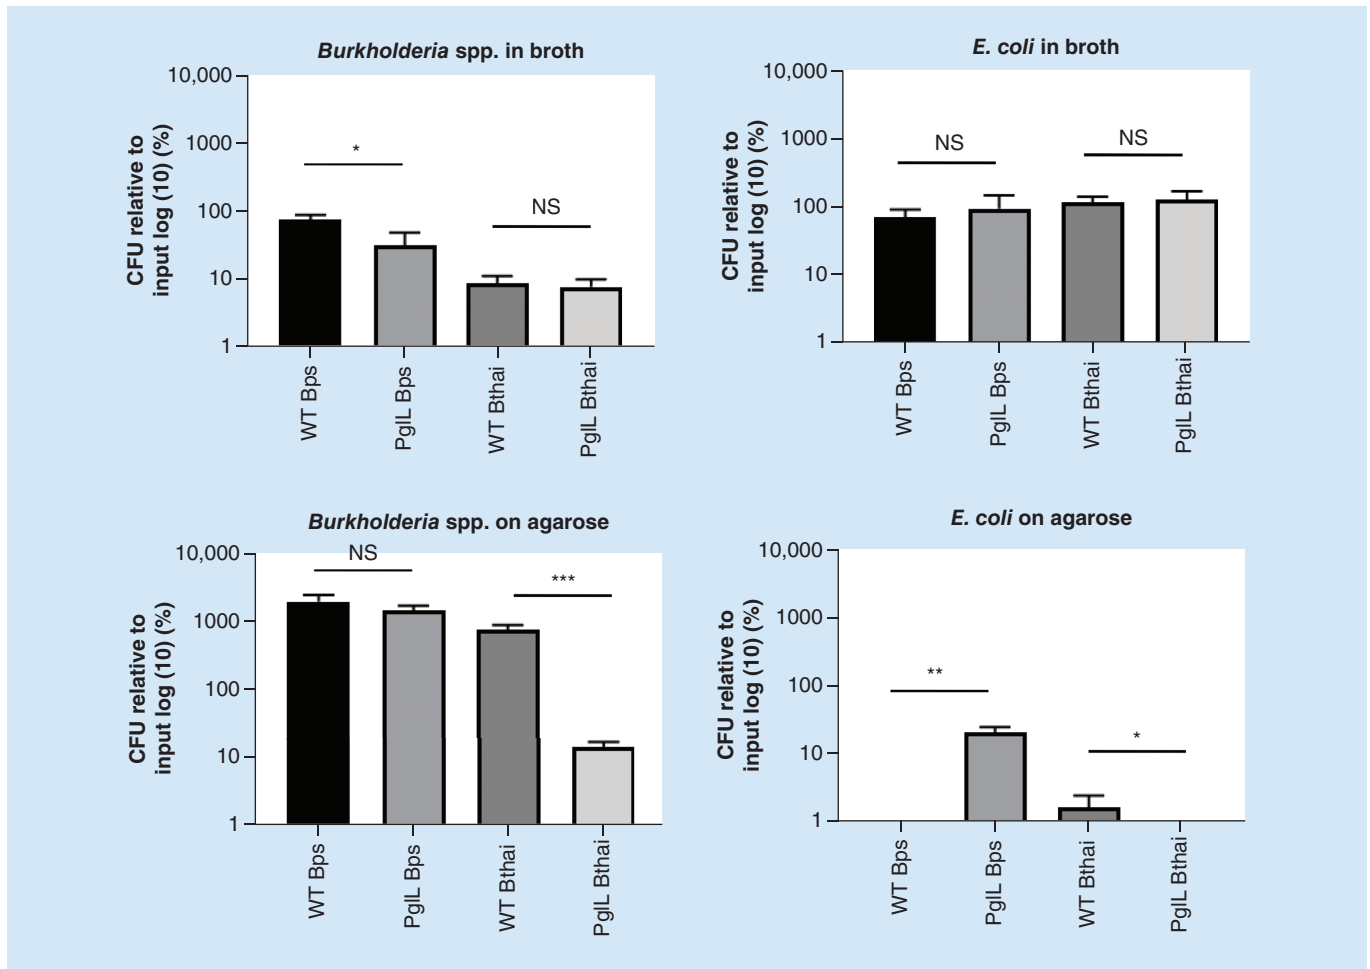 Burkholderia spp. in broth
CFU relative to
input log (10) (%)
10,000
1000
100
10
1
*
NS
WT Bps
PglL Bps
WT Bthai
PglL Bthai
E. coli in broth
CFU relative to
input log (10) (%)
10,000
1000
100
10
1
NS
NS
WT Bps
PglL Bps
WT Bthai
PglL Bthai
Burkholderia spp. on agarose
CFU relative to
input log (10) (%)
10,000
1000
100
10
1
NS
***
WT Bps
PglL Bps
WT Bthai
PglL Bthai
E. coli on agarose
CFU relative to
input log (10) (%)
10,000
1000
100
10
1
**
*
WT Bps
PglL Bps
WT Bthai
PglL Bthai